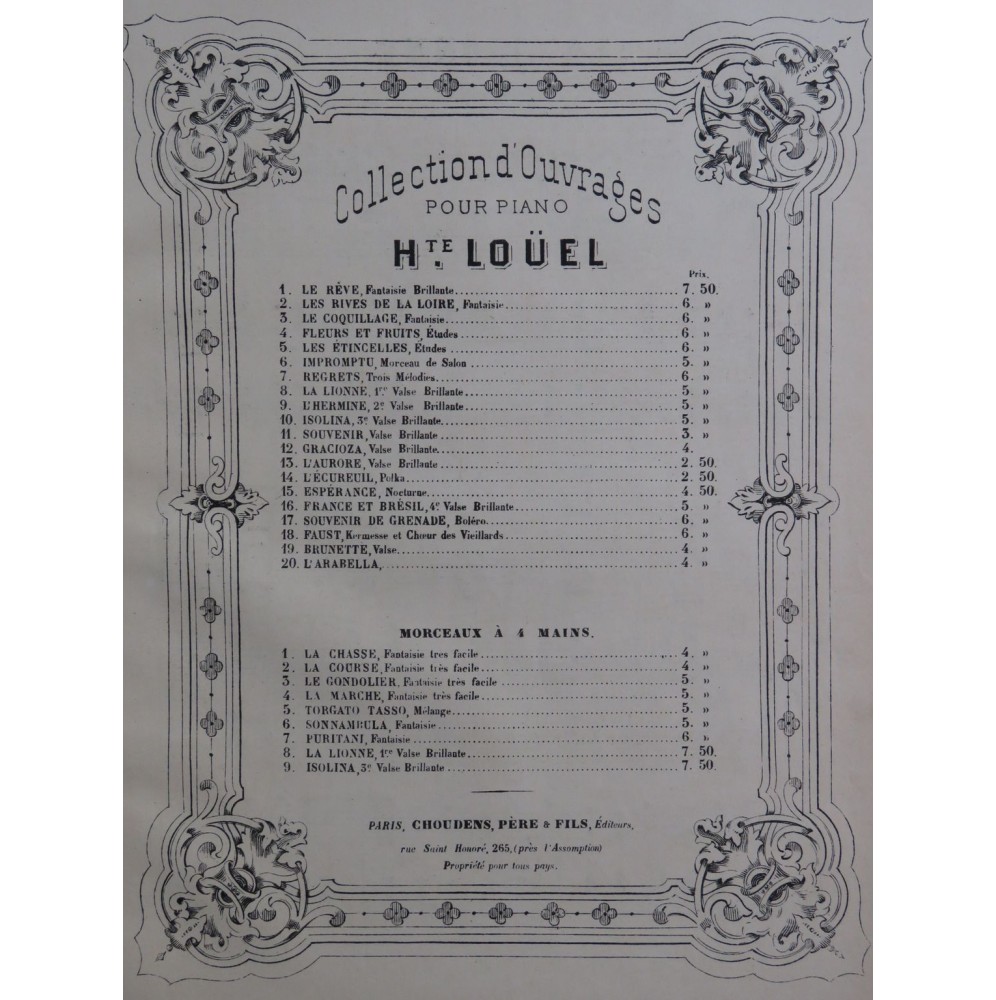 Collection d'Ouvrages
POUR PIANO
HTE. LOÜEL
Prix.
1. LE RÊVE, Fantaisie Brillante........ 7. 50.
2. LES RIVES DE LA LOIRE, Fantaisie........ 6. "
3. LE COQUILLAGE, Fantaisie........ 6. "
4. FLEURS ET FRUITS, Études........ 6. "
5. LES ÉTINCELLES, Études........ 6. "
6. IMPROMPTU, Morceau de Salon........ 5. "
7. REGRETS, Trois Mélodies........ 6. "
8. LA LIONNE, 1re Valse Brillante........ 5. "
9. L'HERMINE, 2e Valse Brillante........ 5. "
10. ISOLINA, 3e Valse Brillante........ 5. "
11. SOUVENIR, Valse Brillante........ 3. "
12. GRACIOZA, Valse Brillante........ 4.
13. L'AURORE, Valse Brillante........ 2. 50.
14. L'ÉCUREUIL, Polka........ 2. 50.
15. ESPÉRANCE, Nocturne........ 4. 50.
16. FRANCE ET BRÉSIL, 4e Valse Brillante........ 5. "
17. SOUVENIR DE GRENADE, Boléro........ 6. "
18. FAUST, Kermesse et Chœur des Vieillards........ 6. "
19. BRUNETTE, Valse........ 4. "
20. L'ARABELLA,........ 4. "
MORCEAUX À 4 MAINS.
1. LA CHASSE, Fantaisie tres facile........ 4. "
2. LA COURSE, Fantaisie très facile........ 4. "
3. LE GONDOLIER, Fantaisie très facile........ 5. "
4. LA MARCHE, Fantaisie très facile........ 5. "
5. TORGATO TASSO, Mélange........ 5. "
6. SONNAMBULA, Fantaisie........ 5. "
7. PURITANI, Fantaisie........ 6. "
8. LA LIONNE, 1re Valse Brillante........ 7. 50.
9. ISOLINA, 3e Valse Brillante........ 7. 50.
PARIS, CHOUDENS, PÈRE & FILS, Éditeurs,
rue Saint Honoré, 265, (près l'Assomption)
Propriété pour tous pays.